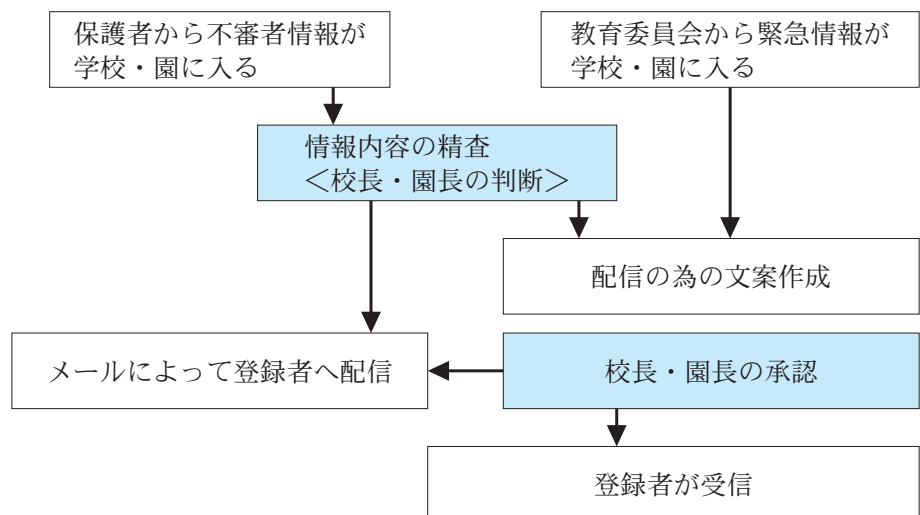 保護者から不審者情報が
学校・園に入る
教育委員会から緊急情報が
学校・園に入る
情報内容の精査
＜校長・園長の判断＞
配信の為の文案作成
メールによって登録者へ配信
校長・園長の承認
登録者が受信